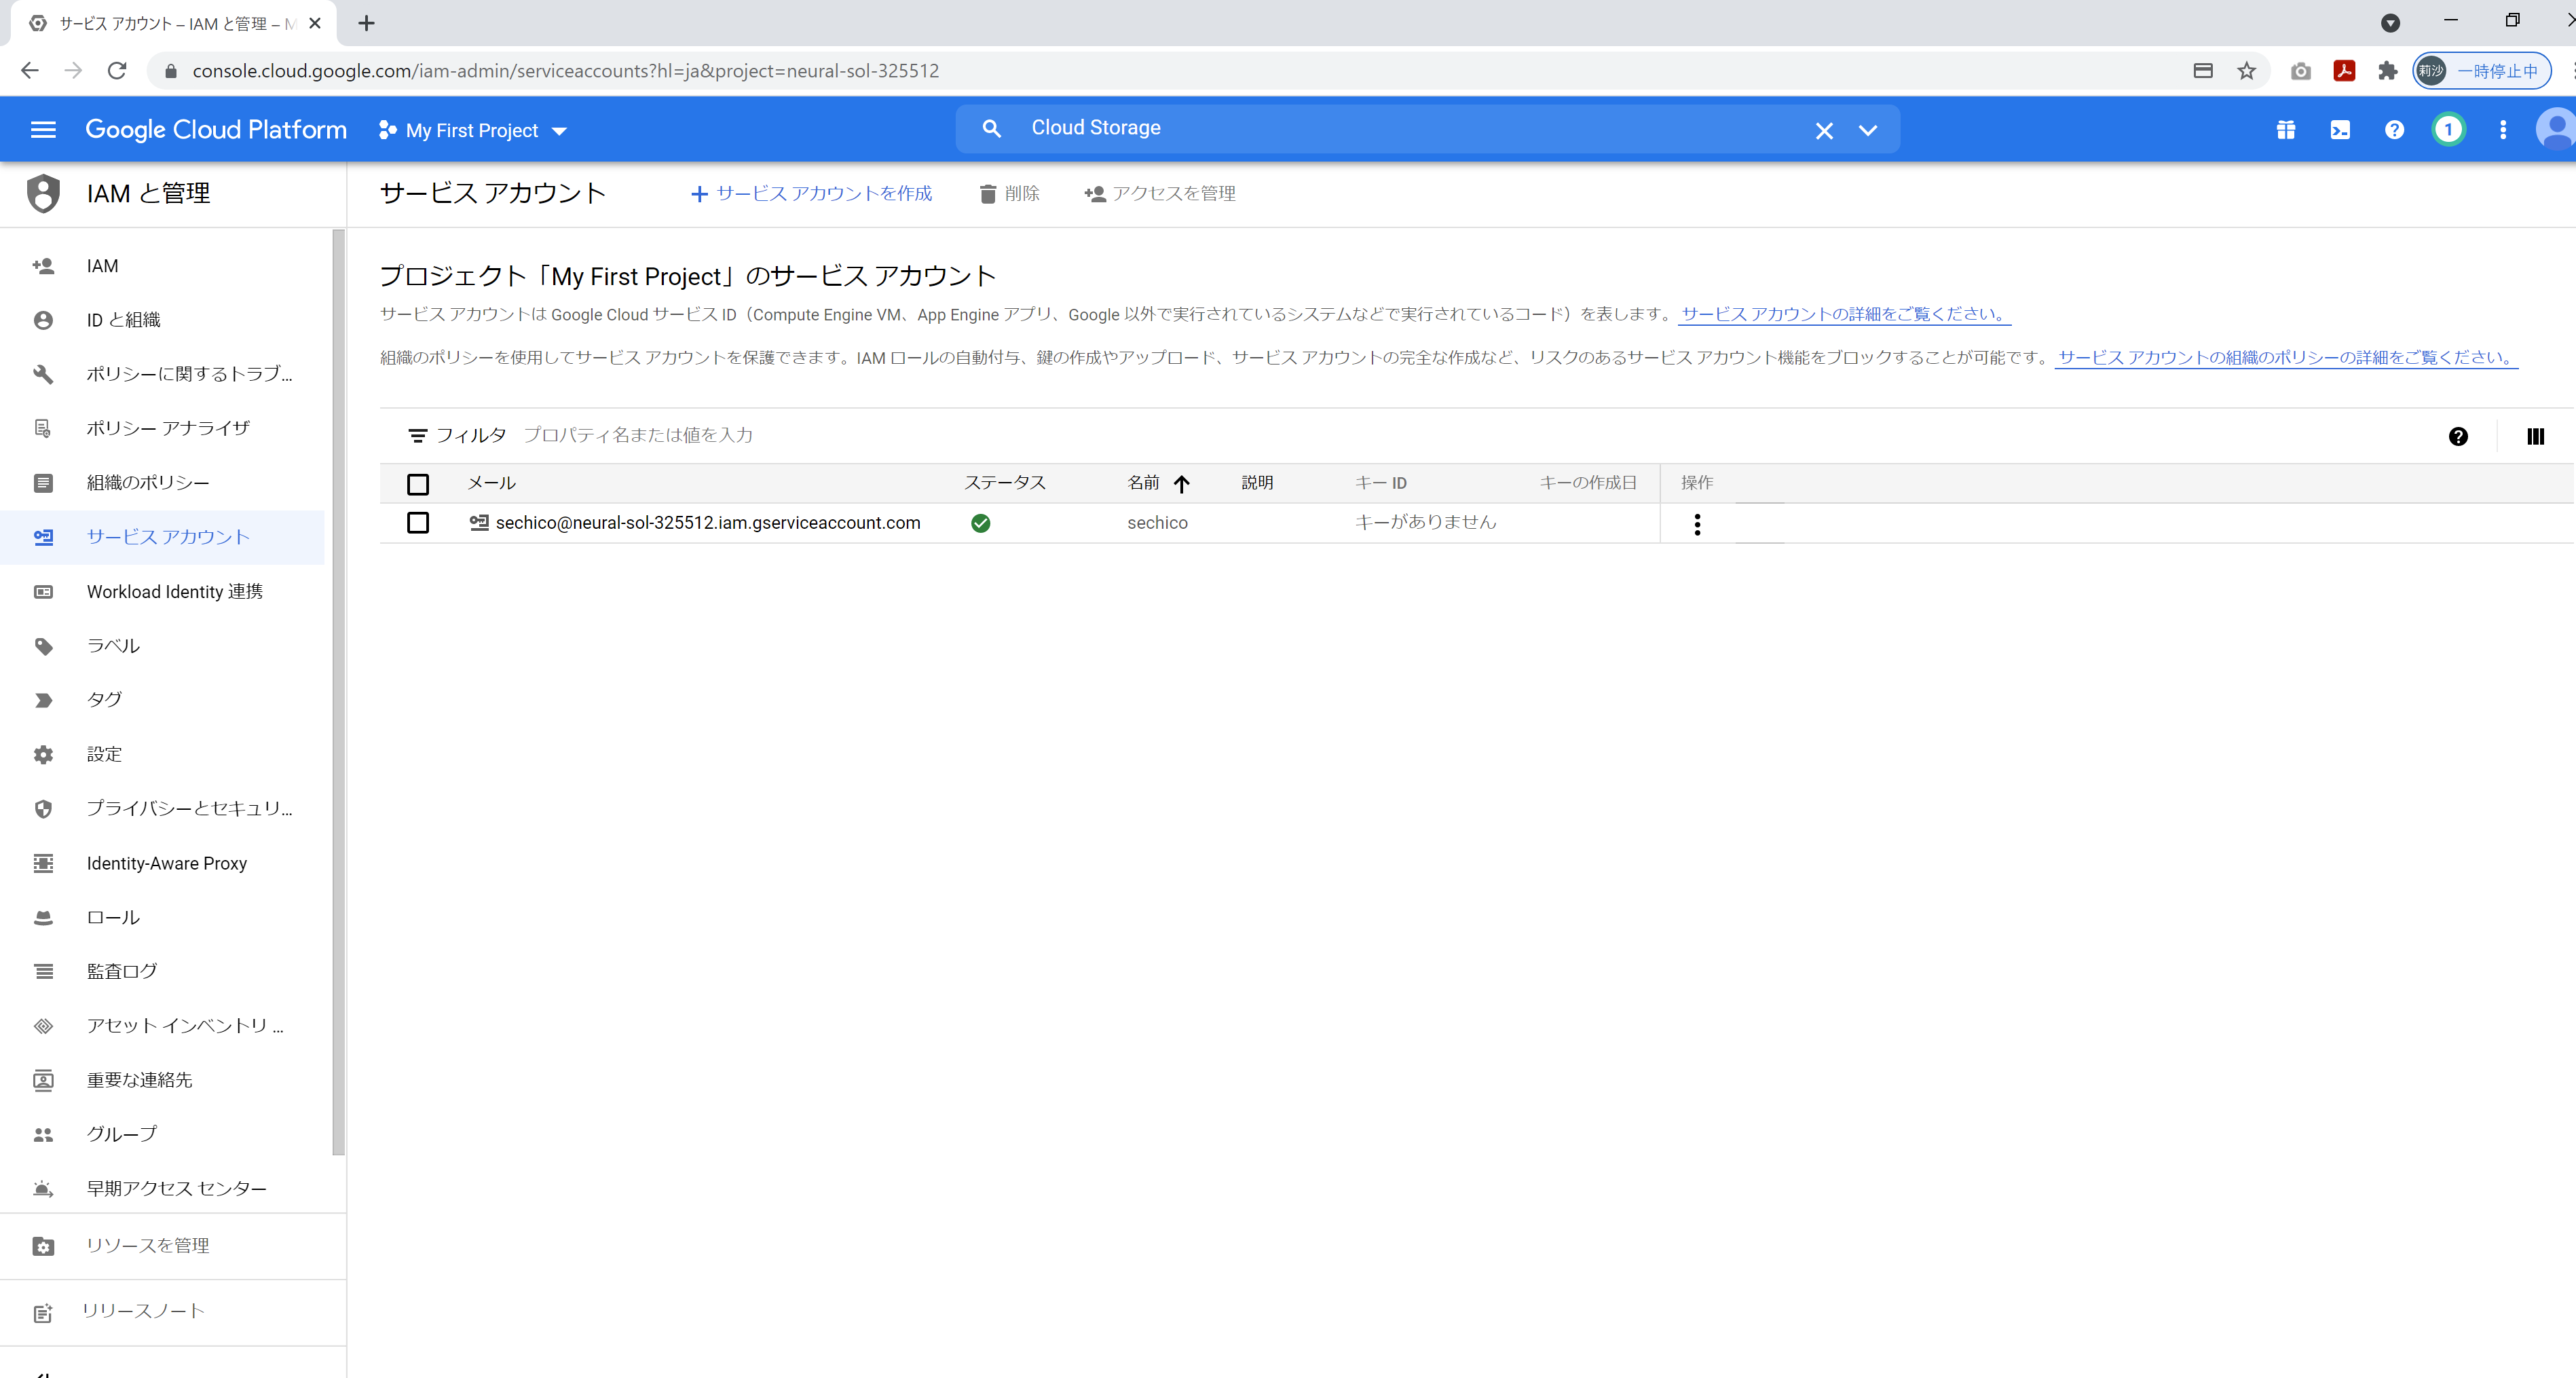 サービス アカウント – IAM と管理 – M
console.cloud.google.com/iam-admin/serviceaccounts?hl=ja&project=neural-sol-325512
莉沙 一時停止中
Google Cloud Platform My First Project Cloud Storage 1
IAM と管理
サービス アカウント サービス アカウントを作成 削除 アクセスを管理
IAM
ID と組織
ポリシーに関するトラブ...
ポリシー アナライザ
組織のポリシー
サービス アカウント
Workload Identity 連携
ラベル
タグ
設定
プライバシーとセキュリ...
Identity-Aware Proxy
ロール
監査ログ
アセット インベントリ ...
重要な連絡先
グループ
早期アクセス センター
リソースを管理
リリースノート
プロジェクト「My First Project」のサービス アカウント
サービス アカウントは Google Cloud サービス ID（Compute Engine VM、App Engine アプリ、Google 以外で実行されているシステムなどで実行されているコード）を表します。 サービス アカウントの詳細をご覧ください。
組織のポリシーを使用してサービス アカウントを保護できます。IAM ロールの自動付与、鍵の作成やアップロード、サービス アカウントの完全な作成など、リスクのあるサービス アカウント機能をブロックすることが可能です。 サービス アカウントの組織のポリシーの詳細をご覧ください。
フィルタ プロパティ名または値を入力
メール ステータス 名前 説明 キー ID キーの作成日 操作
sechico@neural-sol-325512.iam.gserviceaccount.com sechico キーがありません